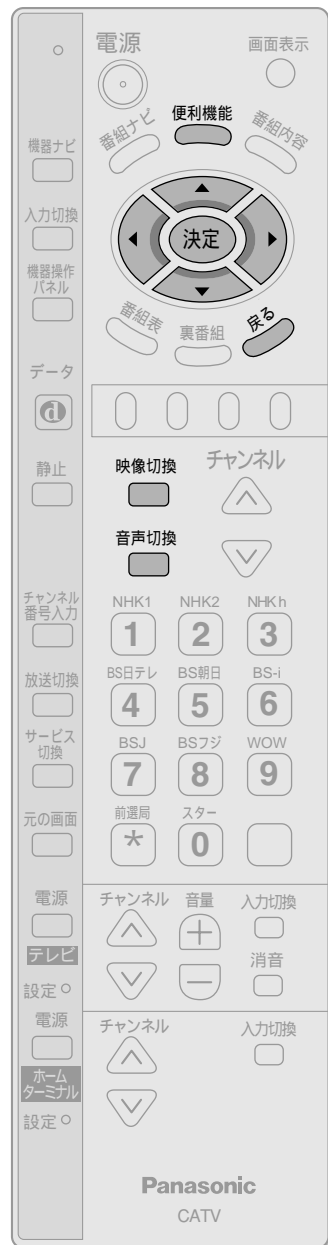 電源
画面表示
番組ナビ
便利機能
番組内容
機器ナビ
入力切換
決定
機器操作
パネル
番組表
裏番組
戻る
データ
d
静止
映像切換
チャンネル
音声切換
チャンネル
番号入力
NHK1 NHK2 NHK h
1 2 3
放送切換
BS日テレ BS朝日 BS-i
4 5 6
サービス
切換
BSJ BSフジ WOW
7 8 9
元の画面
前選局 スター
* 0
電源
テレビ
設定
チャンネル 音量 入力切換
+
消音
−
電源
ホーム
ターミナル
設定
チャンネル 入力切換
Panasonic
CATV